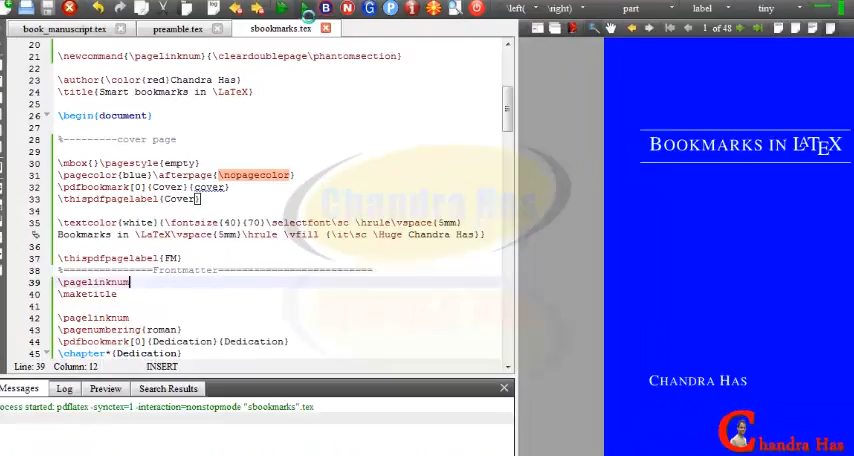 \left( \right) part label tiny
book_manuscript.tex preamble.tex sbookmarks.tex
1 of 48
20
21 \newcommand{\pagelinknum}{\cleardoublepage\phantomsection}
22
23 \author{\color{red}Chandra Has}
24 \title{Smart bookmarks in \LaTeX}
25
26 \begin{document}
27
28 %---------cover page
29
30 \mbox{}\pagestyle{empty}
31 \pagecolor{blue}\afterpage{\nopagecolor}
32 \pdfbookmark[0]{Cover}{cover}
33 \thispdfpagelabel{Cover}
34
35 \textcolor{white}{\fontsize{40}{70}\selectfont\sc \hrule\vspace{5mm}
36 Bookmarks in \LaTeX\vspace{5mm}\hrule \vfill {\it\sc \Huge Chandra Has}}
36
37 \thispdfpagelabel{FM}
38 %===============Frontmatter==========================
39 \pagelinknum
40 \maketitle
41
42 \pagelinknum
43 \pagenumbering{roman}
44 \pdfbookmark[0]{Dedication}{Dedication}
45 \chapter*{Dedication}
Line: 39 Column: 12 INSERT
Messages Log Preview Search Results
ocess started: pdflatex -synctex=1 -interaction=nonstopmode "sbookmarks".tex
BOOKMARKS IN LATEX
CHANDRA HAS
Chandra Has
Chandra Has